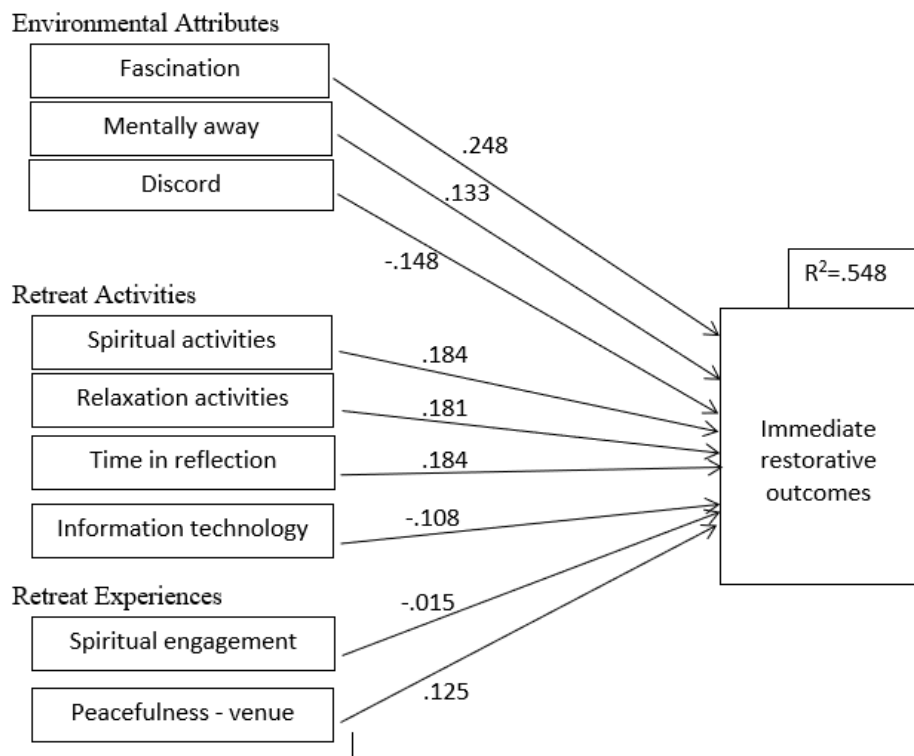 Environmental Attributes
Fascination
Mentally away
Discord
.248
.133
-.148
R²=.548
Retreat Activities
Spiritual activities
Relaxation activities
Time in reflection
Information technology
.184
.181
.184
-.108
Immediate
restorative
outcomes
Retreat Experiences
Spiritual engagement
Peacefulness - venue
-.015
.125